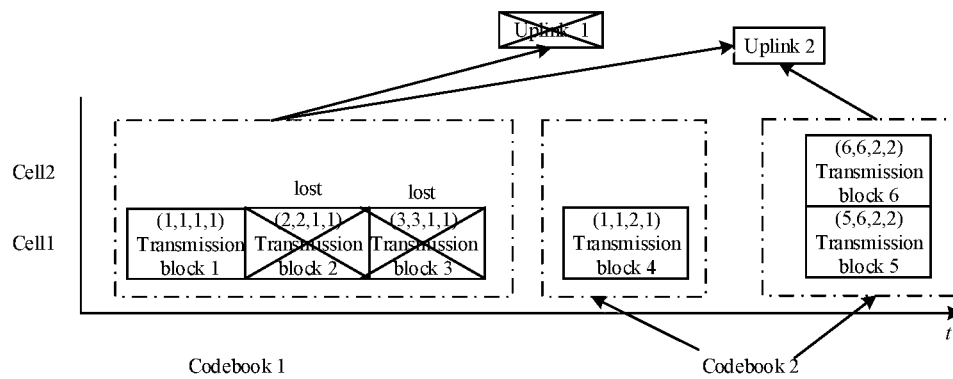 Uplink 1
Uplink 2
Cell2
Cell1
lost
lost
(1,1,1,1)
Transmission
block 1
(2,2,1,1)
Transmission
block 2
(3,3,1,1)
Transmission
block 3
(1,1,2,1)
Transmission
block 4
(6,6,2,2)
Transmission
block 6
(5,6,2,2)
Transmission
block 5
t
Codebook 1
Codebook 2